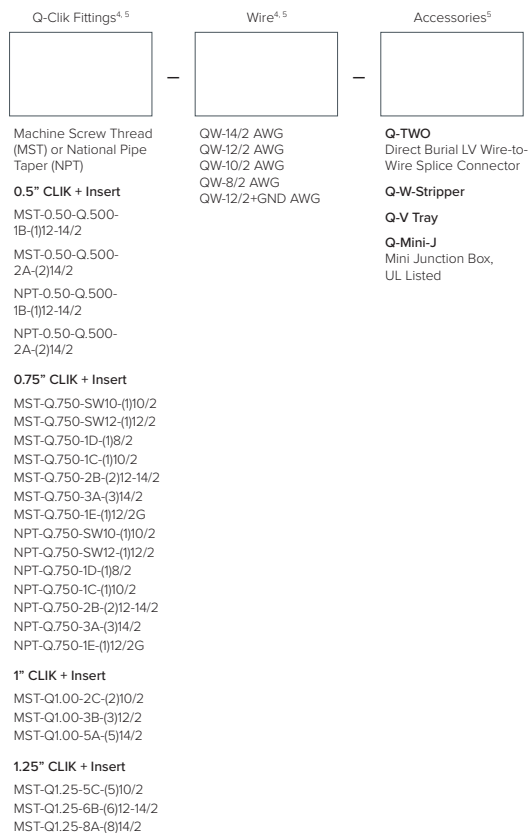 Q-Clik Fittings4, 5
Machine Screw Thread
(MST) or National Pipe
Taper (NPT)
0.5" CLIK + Insert
MST-0.50-Q.500-
1B-(1)12-14/2
MST-0.50-Q.500-
2A-(2)14/2
NPT-0.50-Q.500-
1B-(1)12-14/2
NPT-0.50-Q.500-
2A-(2)14/2
0.75" CLIK + Insert
MST-Q.750-SW10-(1)10/2
MST-Q.750-SW12-(1)12/2
MST-Q.750-1D-(1)8/2
MST-Q.750-1C-(1)10/2
MST-Q.750-2B-(2)12-14/2
MST-Q.750-3A-(3)14/2
MST-Q.750-1E-(1)12/2G
NPT-Q.750-SW10-(1)10/2
NPT-Q.750-SW12-(1)12/2
NPT-Q.750-1D-(1)8/2
NPT-Q.750-1C-(1)10/2
NPT-Q.750-2B-(2)12-14/2
NPT-Q.750-3A-(3)14/2
NPT-Q.750-1E-(1)12/2G
1" CLIK + Insert
MST-Q1.00-2C-(2)10/2
MST-Q1.00-3B-(3)12/2
MST-Q1.00-5A-(5)14/2
1.25" CLIK + Insert
MST-Q1.25-5C-(5)10/2
MST-Q1.25-6B-(6)12-14/2
MST-Q1.25-8A-(8)14/2
–
Wire4, 5
QW-14/2 AWG
QW-12/2 AWG
QW-10/2 AWG
QW-8/2 AWG
QW-12/2+GND AWG
–
Accessories5
Q-TWO
Direct Burial LV Wire-to-
Wire Splice Connector
Q-W-Stripper
Q-V Tray
Q-Mini-J
Mini Junction Box,
UL Listed